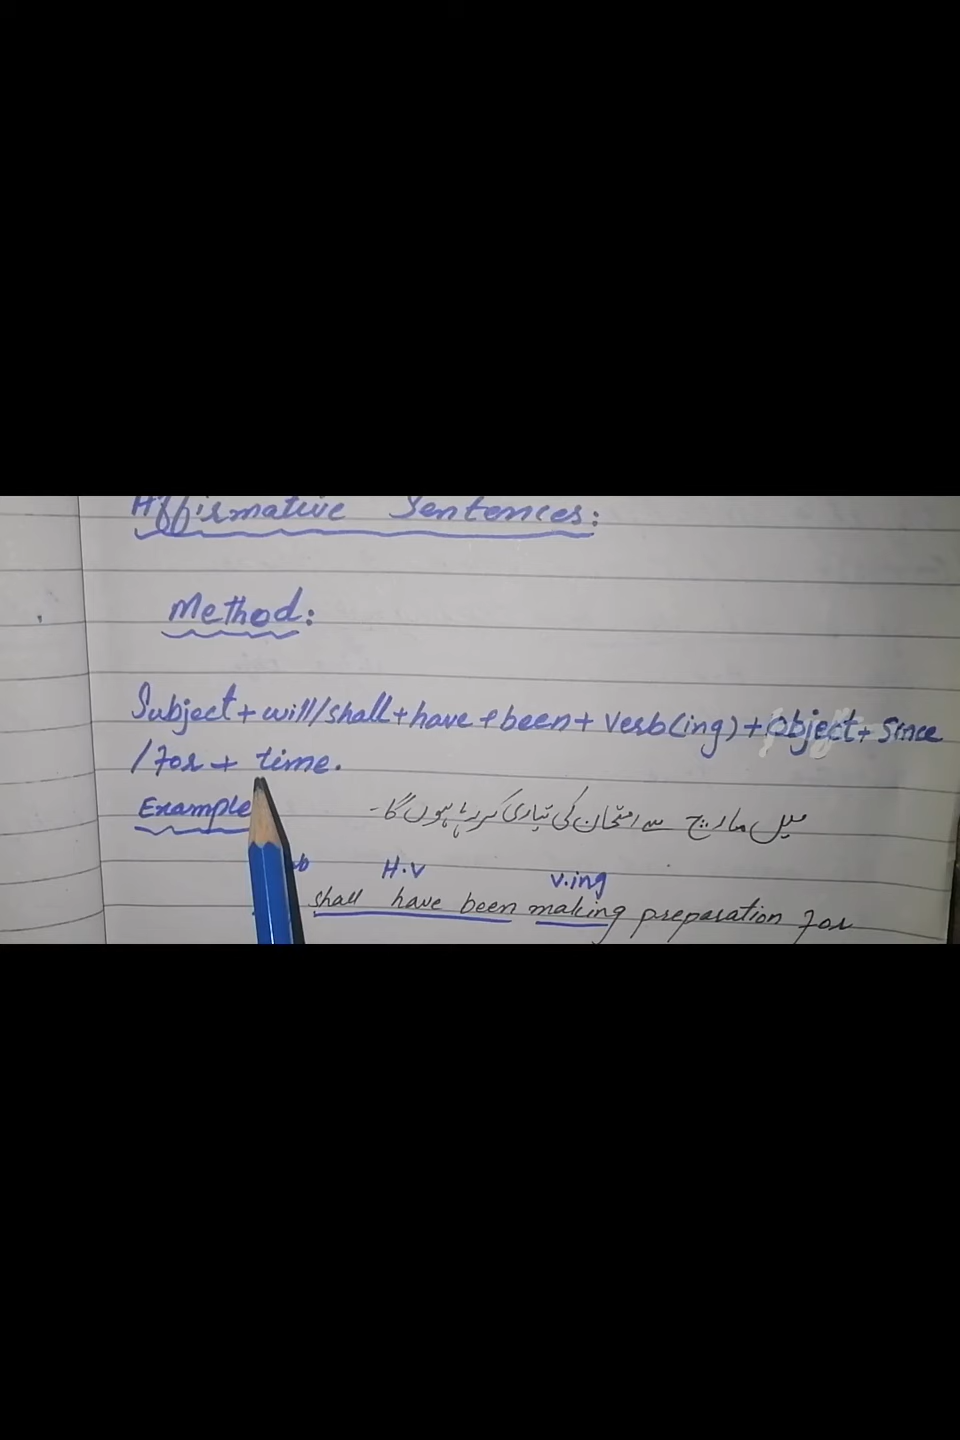 Affirmative Sentences:
Method:
Subject + will/shall + have + been + verb(ing) + object + since
/for + time.
Example
میں مارچ سے امتحان کی تیاری کر رہا ہوں گا۔
H.V v.ing
shall have been making preparation for